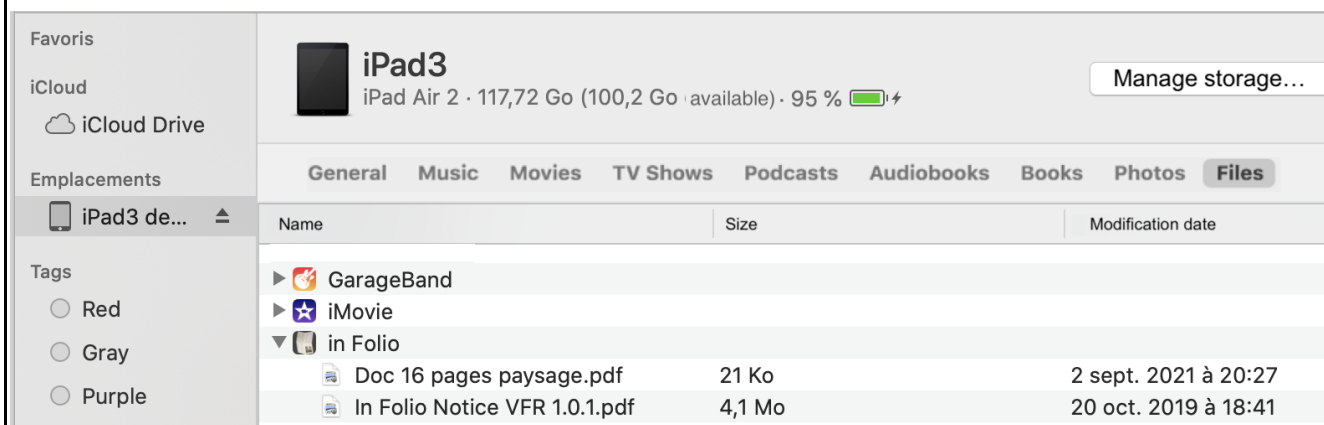 Favoris
iCloud
iCloud Drive
Emplacements
iPad3 de...
Tags
Red
Gray
Purple
iPad3
iPad Air 2 · 117,72 Go (100,2 Go available) · 95 %
Manage storage...
General Music Movies TV Shows Podcasts Audiobooks Books Photos Files
Name Size Modification date
GarageBand
iMovie
in Folio
Doc 16 pages paysage.pdf 21 Ko 2 sept. 2021 à 20:27
In Folio Notice VFR 1.0.1.pdf 4,1 Mo 20 oct. 2019 à 18:41